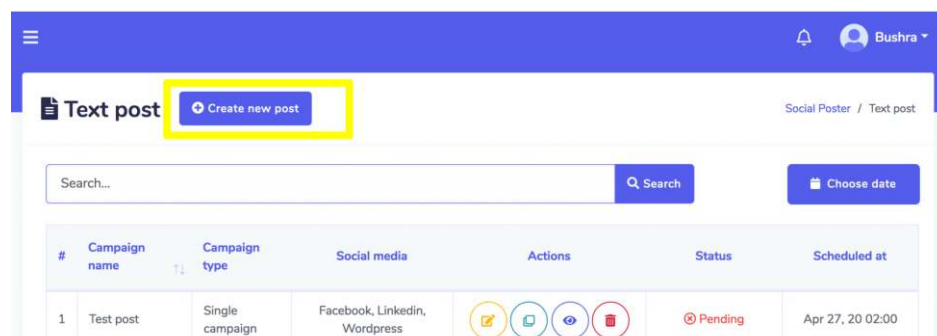 Bushra
Text post
Create new post
Social Poster / Text post
Search...
Search
Choose date
# Campaign name Campaign type Social media Actions Status Scheduled at
1 Test post Single campaign Facebook, Linkedin, Wordpress Pending Apr 27, 20 02:00